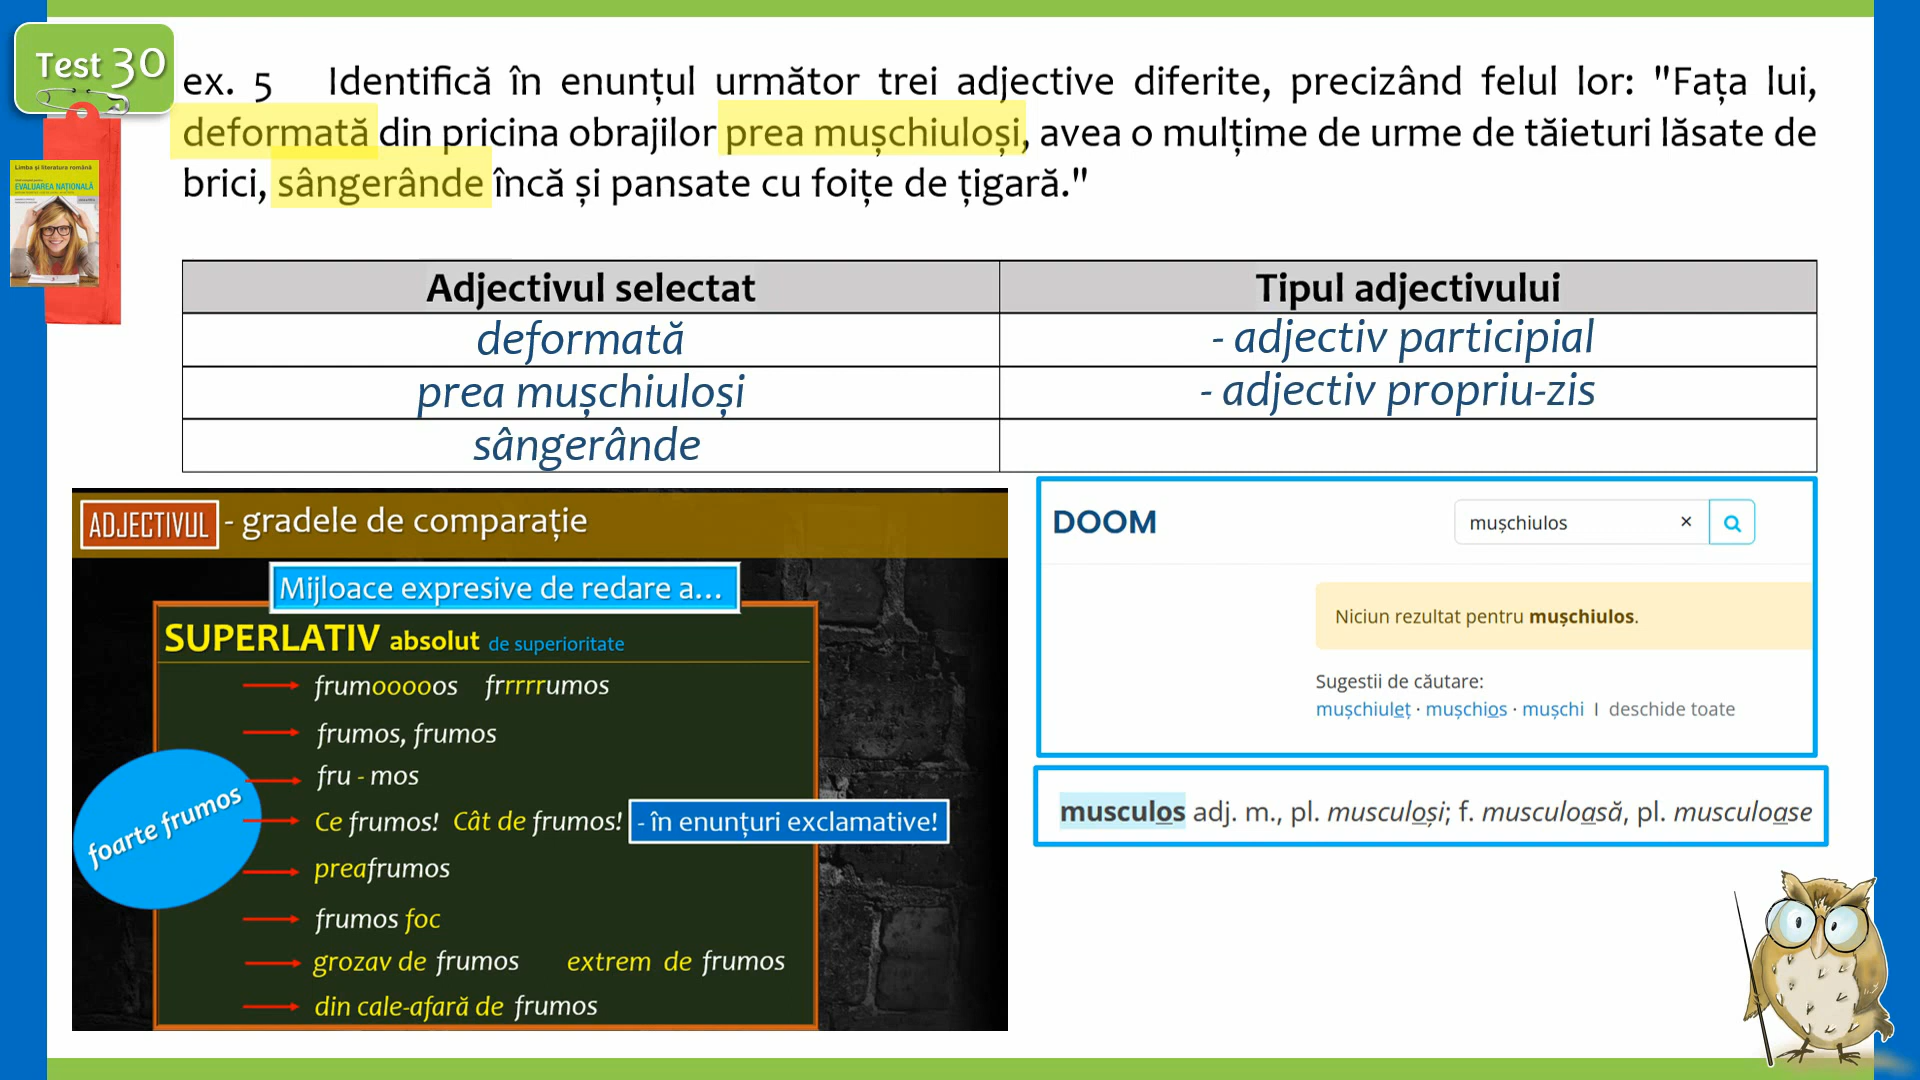 Test 30
ex. 5 Identifică în enunțul următor trei adjective diferite, precizând felul lor: "Fața lui,
deformată din pricina obrajilor prea mușchiuloși, avea o mulțime de urme de tăieturi lăsate de
brici, sângerânde încă și pansate cu foițe de țigară."
Limba și literatura română
EVALUAREA NAȚIONALĂ
Adjectivul selectat Tipul adjectivului
deformată - adjectiv participial
prea mușchiuloși - adjectiv propriu-zis
sângerânde
ADJECTIVUL - gradele de comparație
Mijloace expresive de redare a...
SUPERLATIV absolut de superioritate
frumooooos frrrrrumos
frumos, frumos
fru - mos
foarte frumos
Ce frumos! Cât de frumos! - în enunțuri exclamative!
preafrumos
frumos foc
grozav de frumos extrem de frumos
din cale-afară de frumos
DOOM
mușchiulos ✕
Niciun rezultat pentru mușchiulos.
Sugestii de căutare:
mușchiuleț · mușchios · mușchi | deschide toate
musculos adj. m., pl. musculoși; f. musculoasă, pl. musculoase